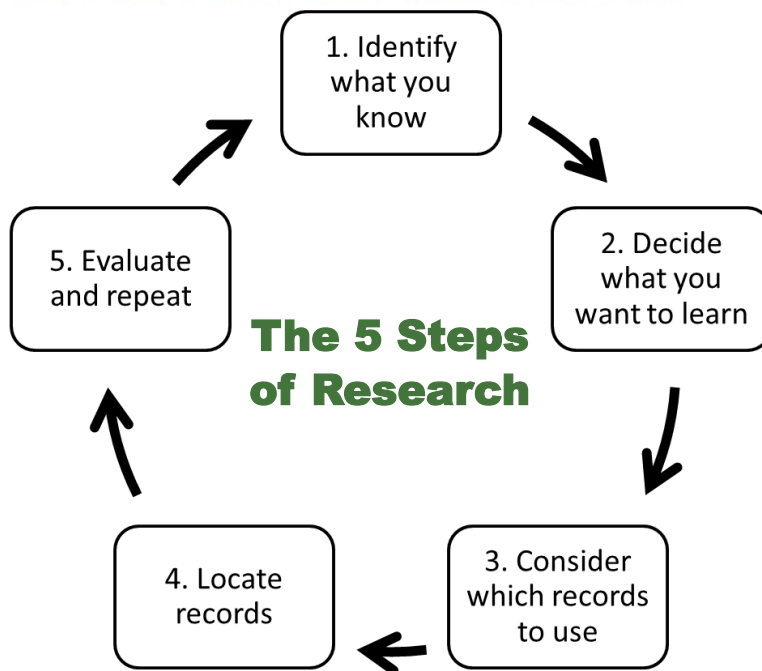 1. Identify
what you
know
2. Decide
what you
want to learn
3. Consider
which records
to use
4. Locate
records
5. Evaluate
and repeat
The 5 Steps
of Research